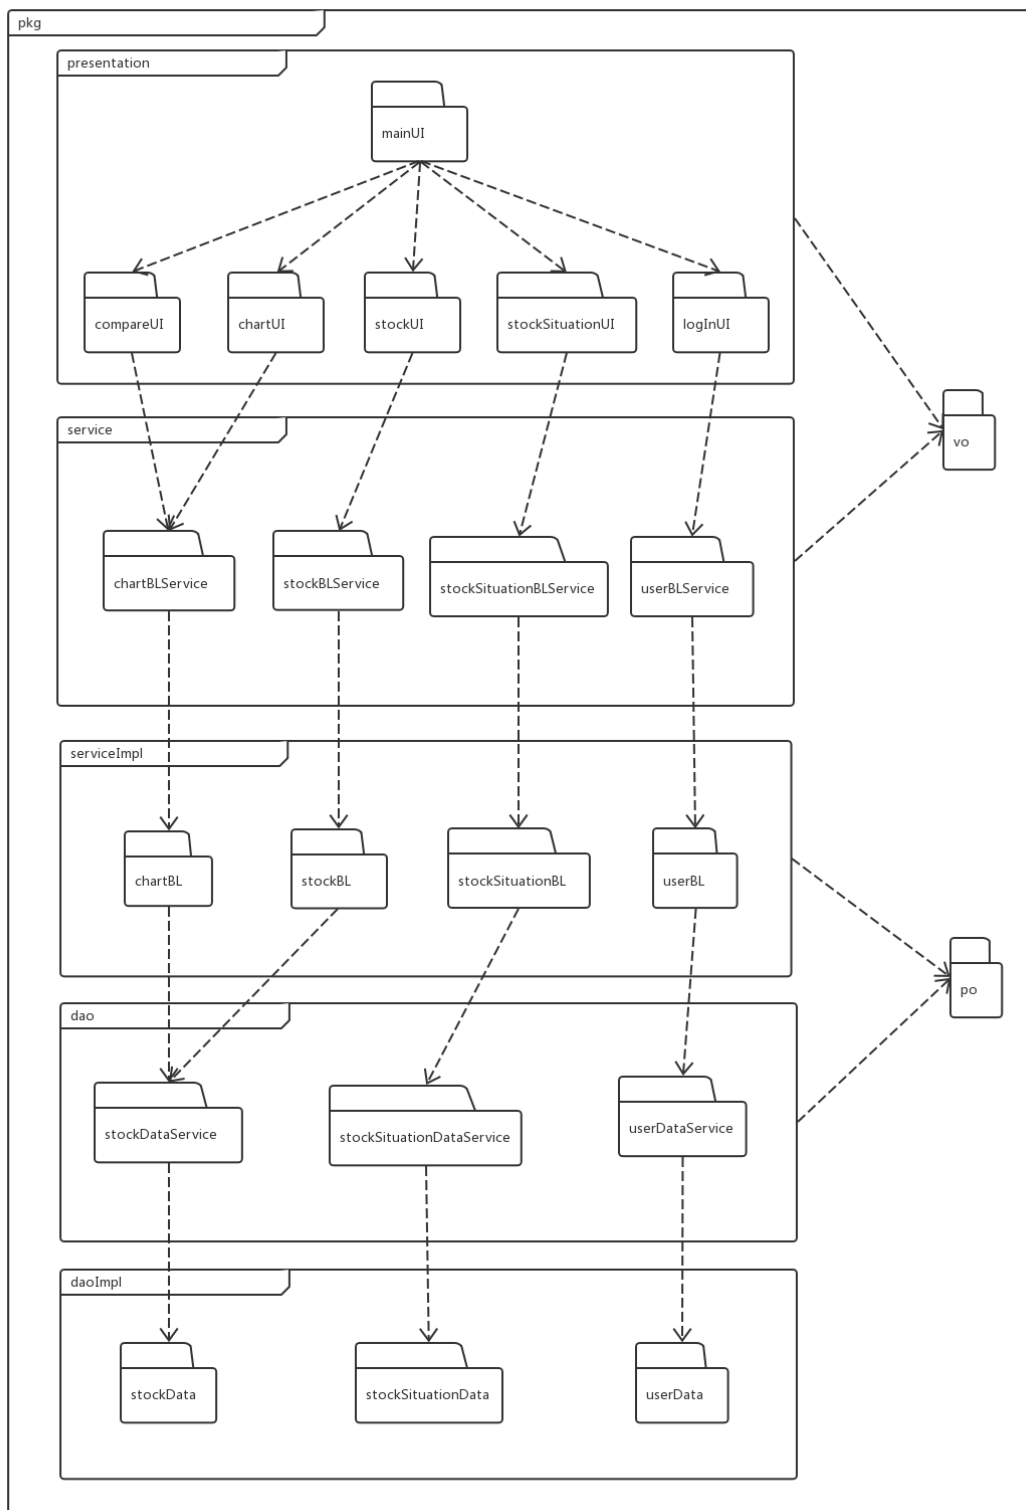 pkg
presentation
mainUI
compareUI
chartUI
stockUI
stockSituationUI
logInUI
vo
service
chartBLService
stockBLService
stockSituationBLService
userBLService
serviceImpl
chartBL
stockBL
stockSituationBL
userBL
po
dao
stockDataService
stockSituationDataService
userDataService
daoImpl
stockData
stockSituationData
userData